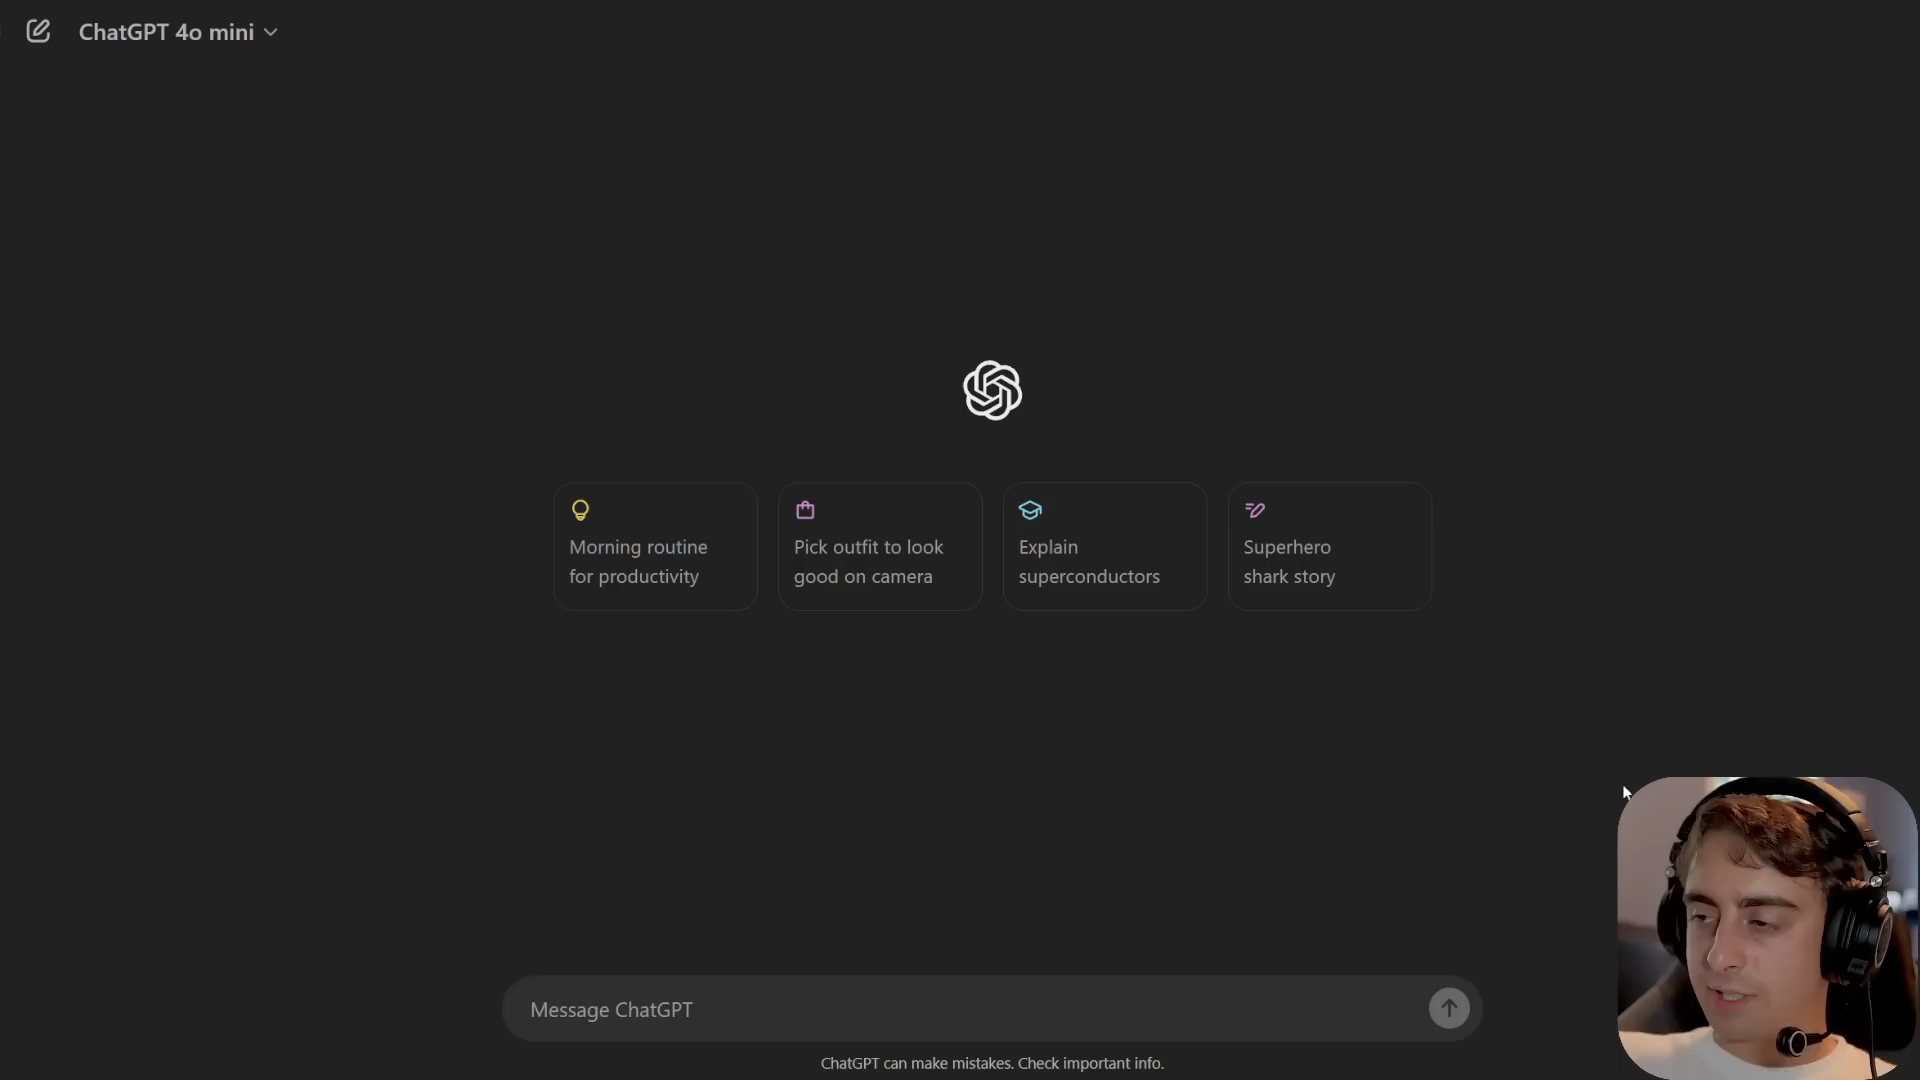 ChatGPT 4o mini
Morning routine
for productivity
Pick outfit to look
good on camera
Explain
superconductors
Superhero
shark story
Message ChatGPT
ChatGPT can make mistakes. Check important info.